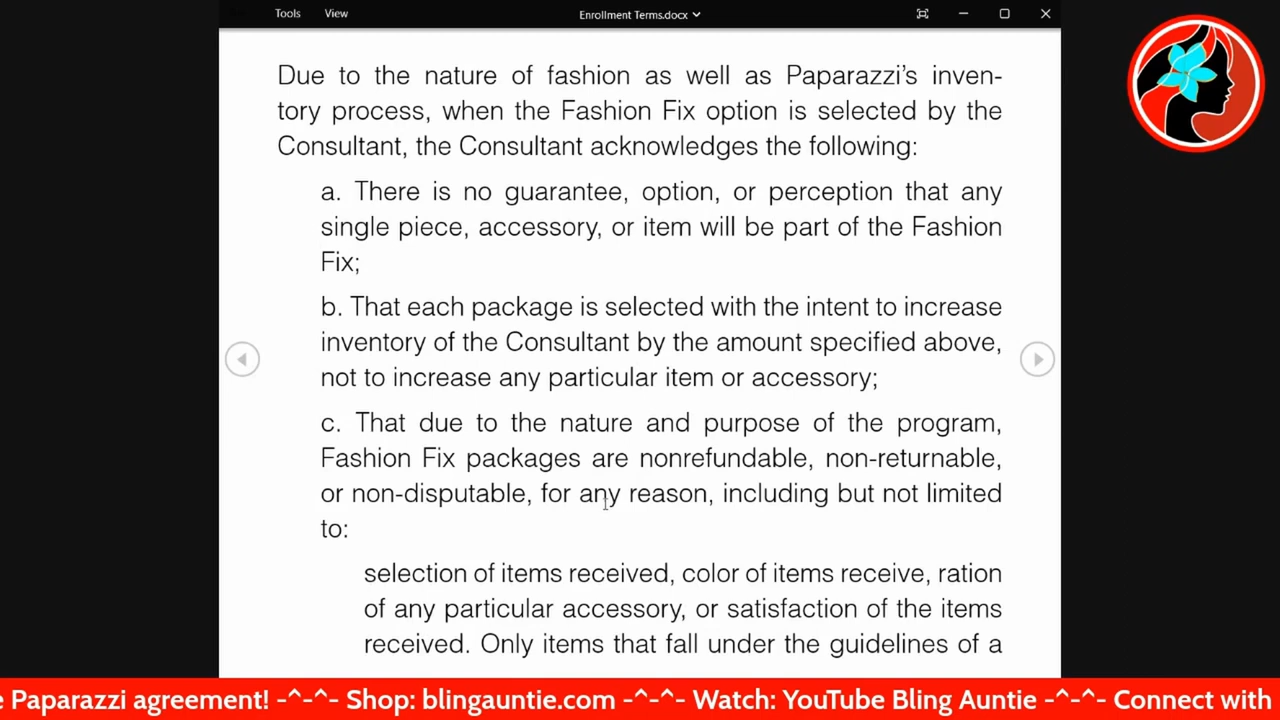 Tools View Enrollment Terms.docx
Due to the nature of fashion as well as Paparazzi's inven-
tory process, when the Fashion Fix option is selected by the
Consultant, the Consultant acknowledges the following:
a. There is no guarantee, option, or perception that any
single piece, accessory, or item will be part of the Fashion
Fix;
b. That each package is selected with the intent to increase
inventory of the Consultant by the amount specified above,
not to increase any particular item or accessory;
c. That due to the nature and purpose of the program,
Fashion Fix packages are nonrefundable, non-returnable,
or non-disputable, for any reason, including but not limited
to:
selection of items received, color of items receive, ration
of any particular accessory, or satisfaction of the items
received. Only items that fall under the guidelines of a
e Paparazzi agreement! -^-^- Shop: blingauntie.com -^-^- Watch: YouTube Bling Auntie -^-^- Connect with